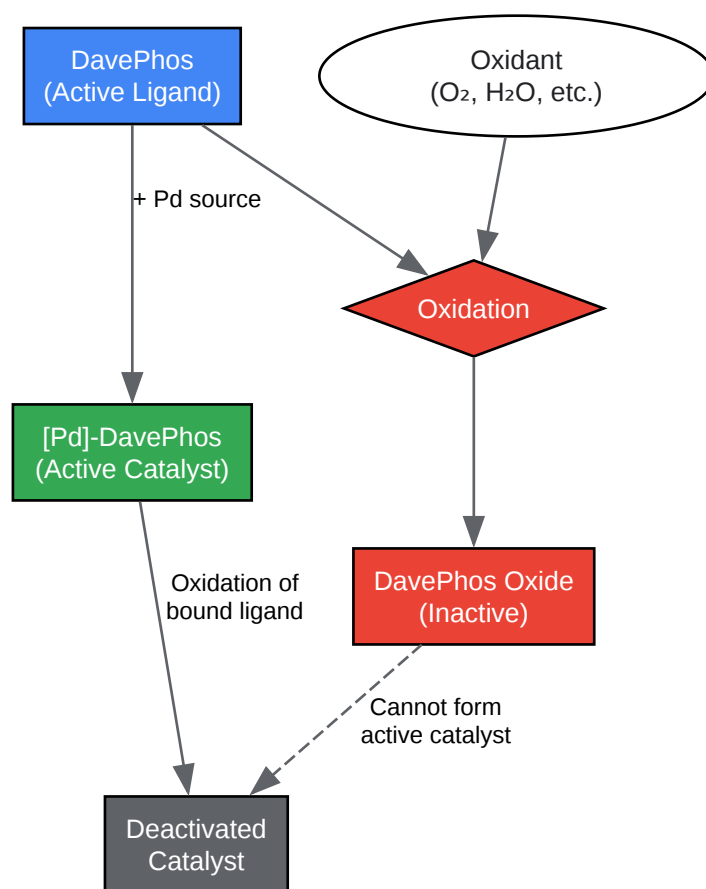 DavePhos
(Active Ligand)
Oxidant
(O₂, H₂O, etc.)
+ Pd source
Oxidation
[Pd]-DavePhos
(Active Catalyst)
Oxidation of
bound ligand
DavePhos Oxide
(Inactive)
Cannot form
active catalyst
Deactivated
Catalyst